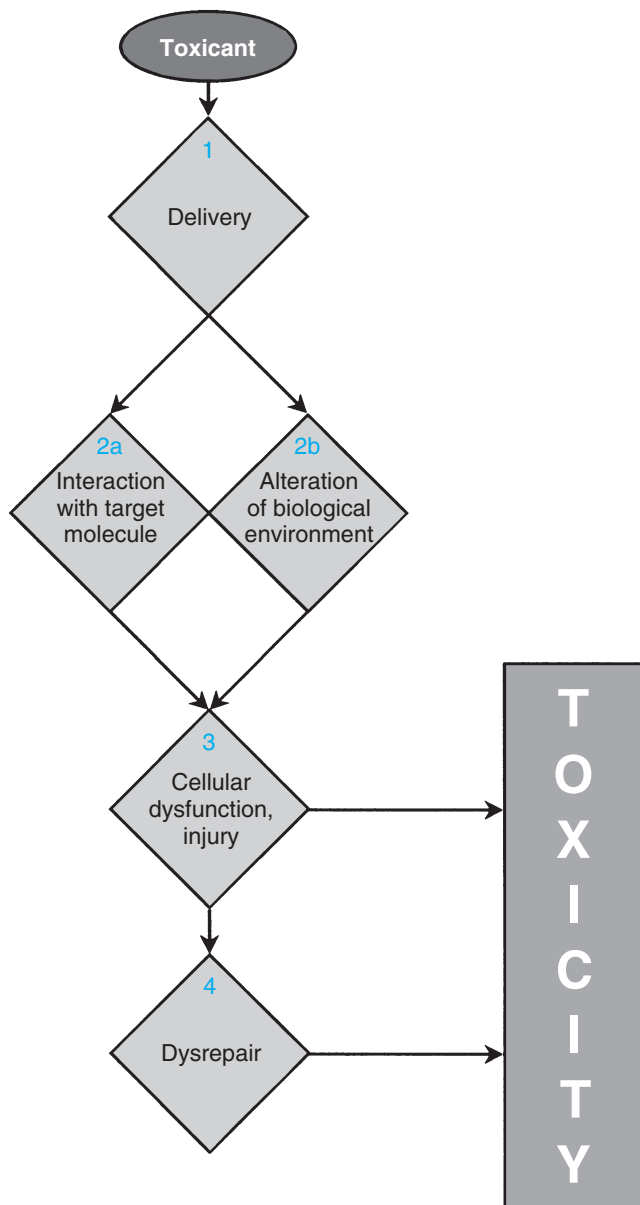 Toxicant
1
Delivery
2a
Interaction
with target
molecule
2b
Alteration
of biological
environment
3
Cellular
dysfunction,
injury
4
Dysrepair
T
O
X
I
C
I
T
Y